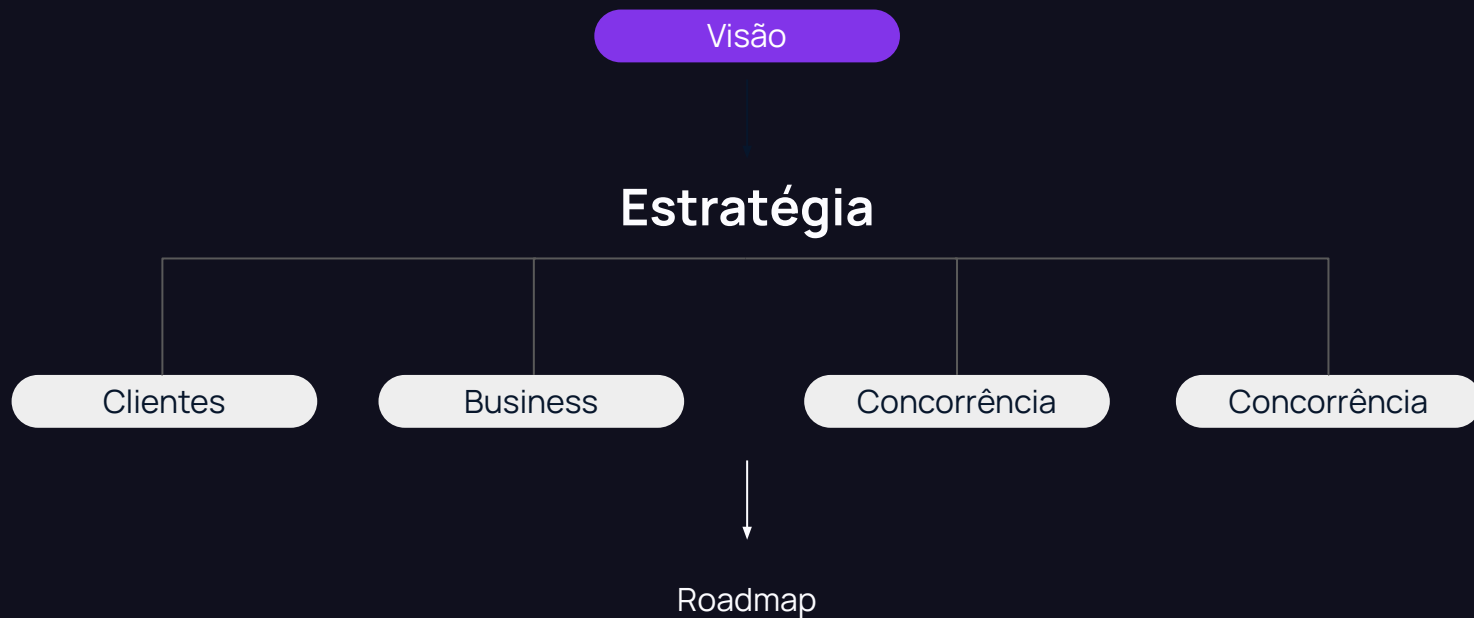 Visão
Estratégia
Clientes
Business
Concorrência
Concorrência
Roadmap